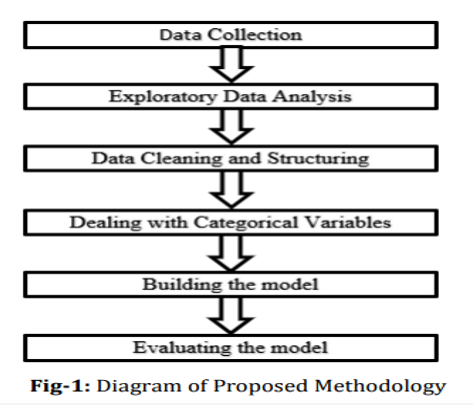 Data Collection
Exploratory Data Analysis
Data Cleaning and Structuring
Dealing with Categorical Variables
Building the model
Evaluating the model
Fig-1: Diagram of Proposed Methodology